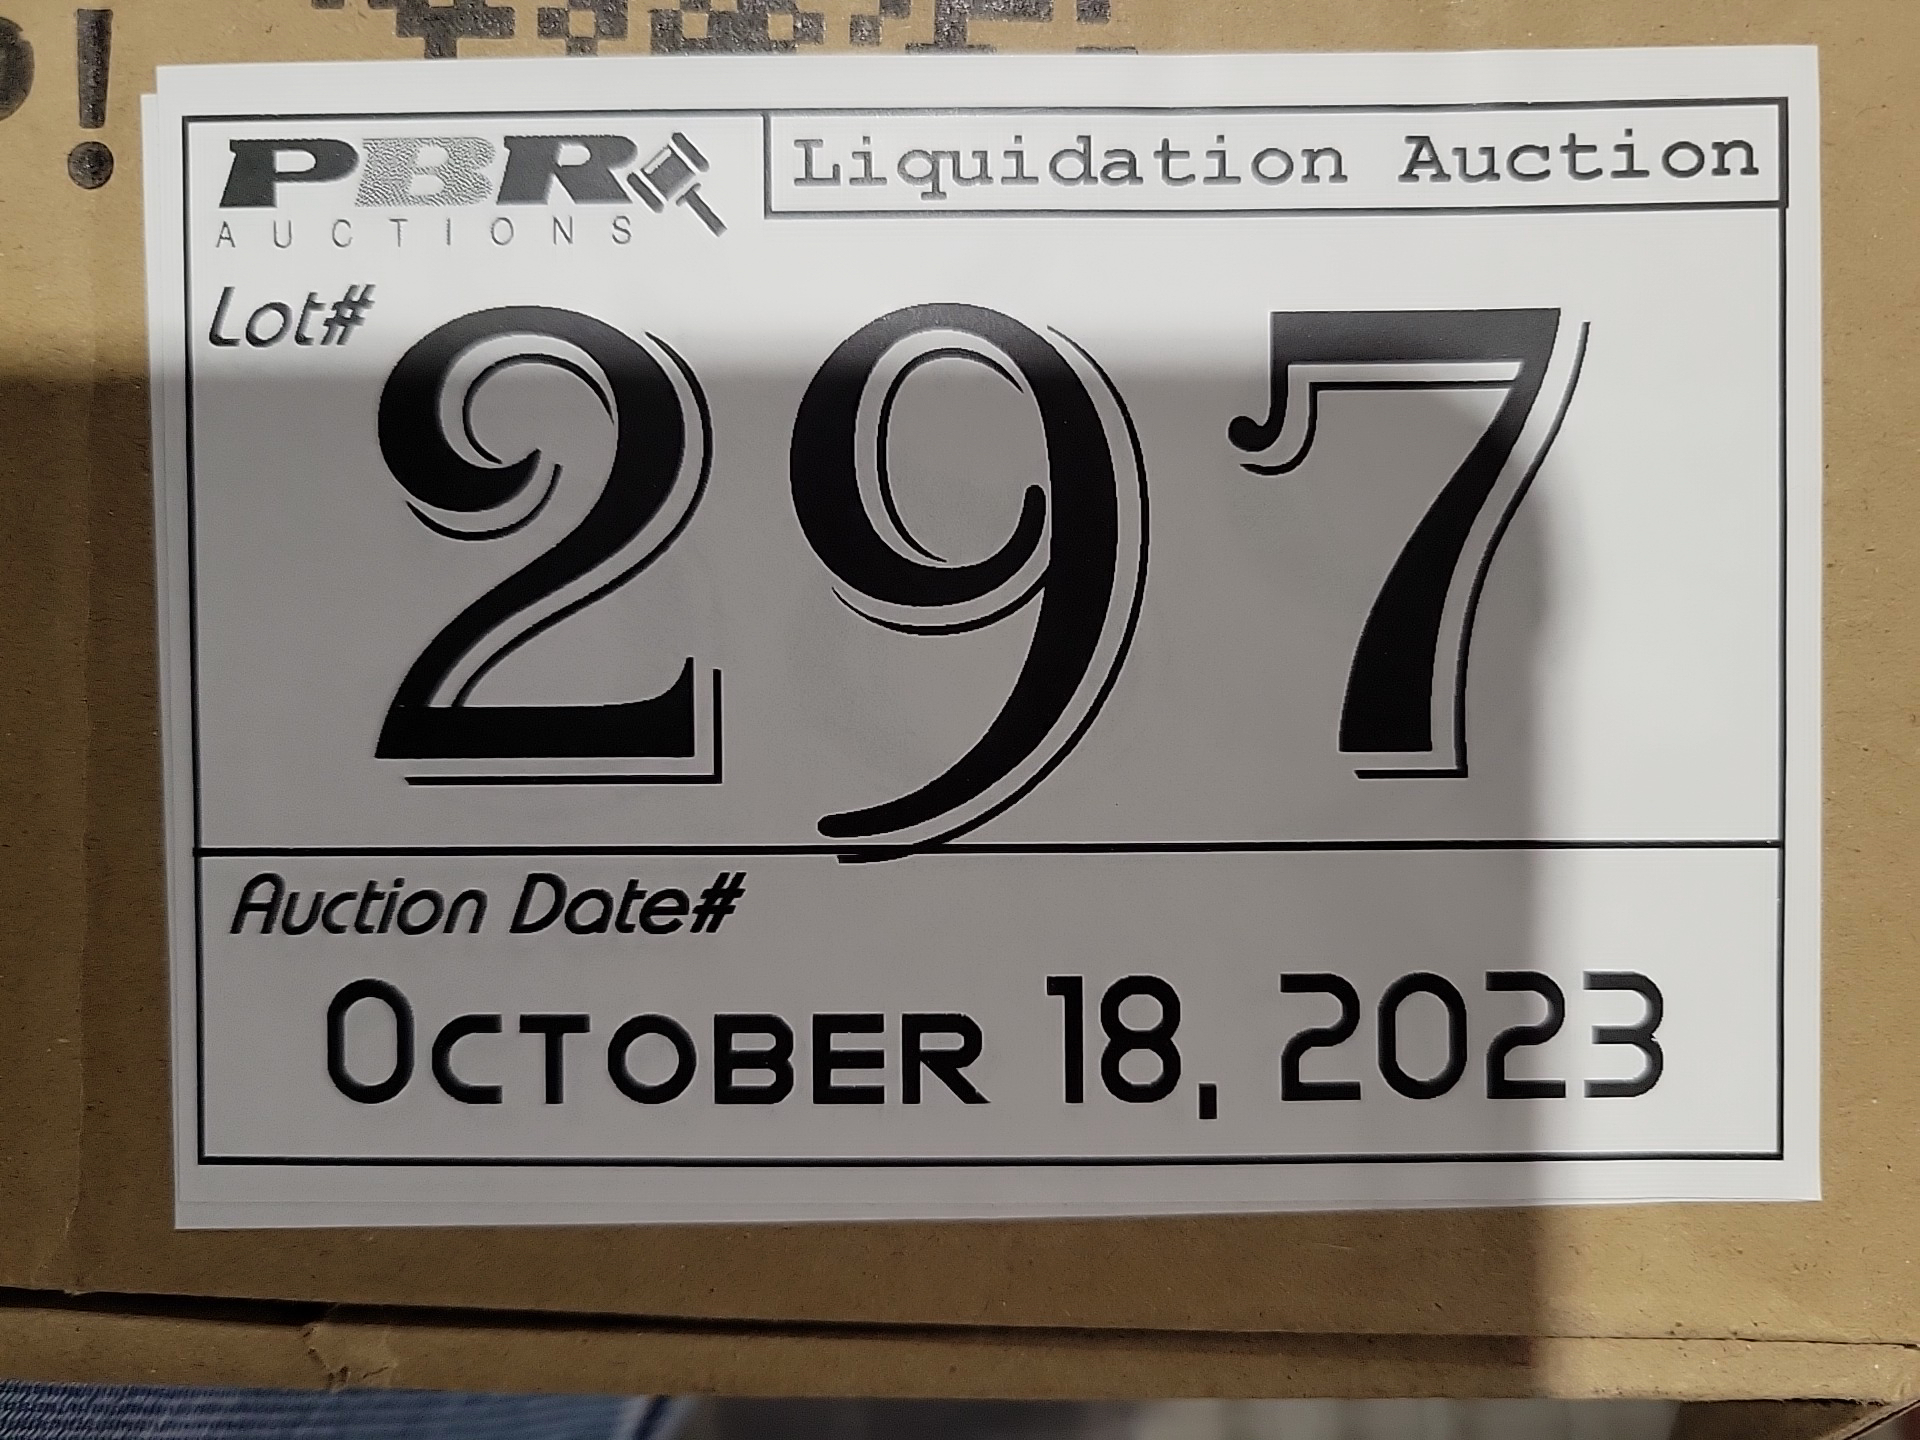 PBR
AUCTIONS
Liquidation Auction
Lot#
297
Auction Date#
October 18, 2023